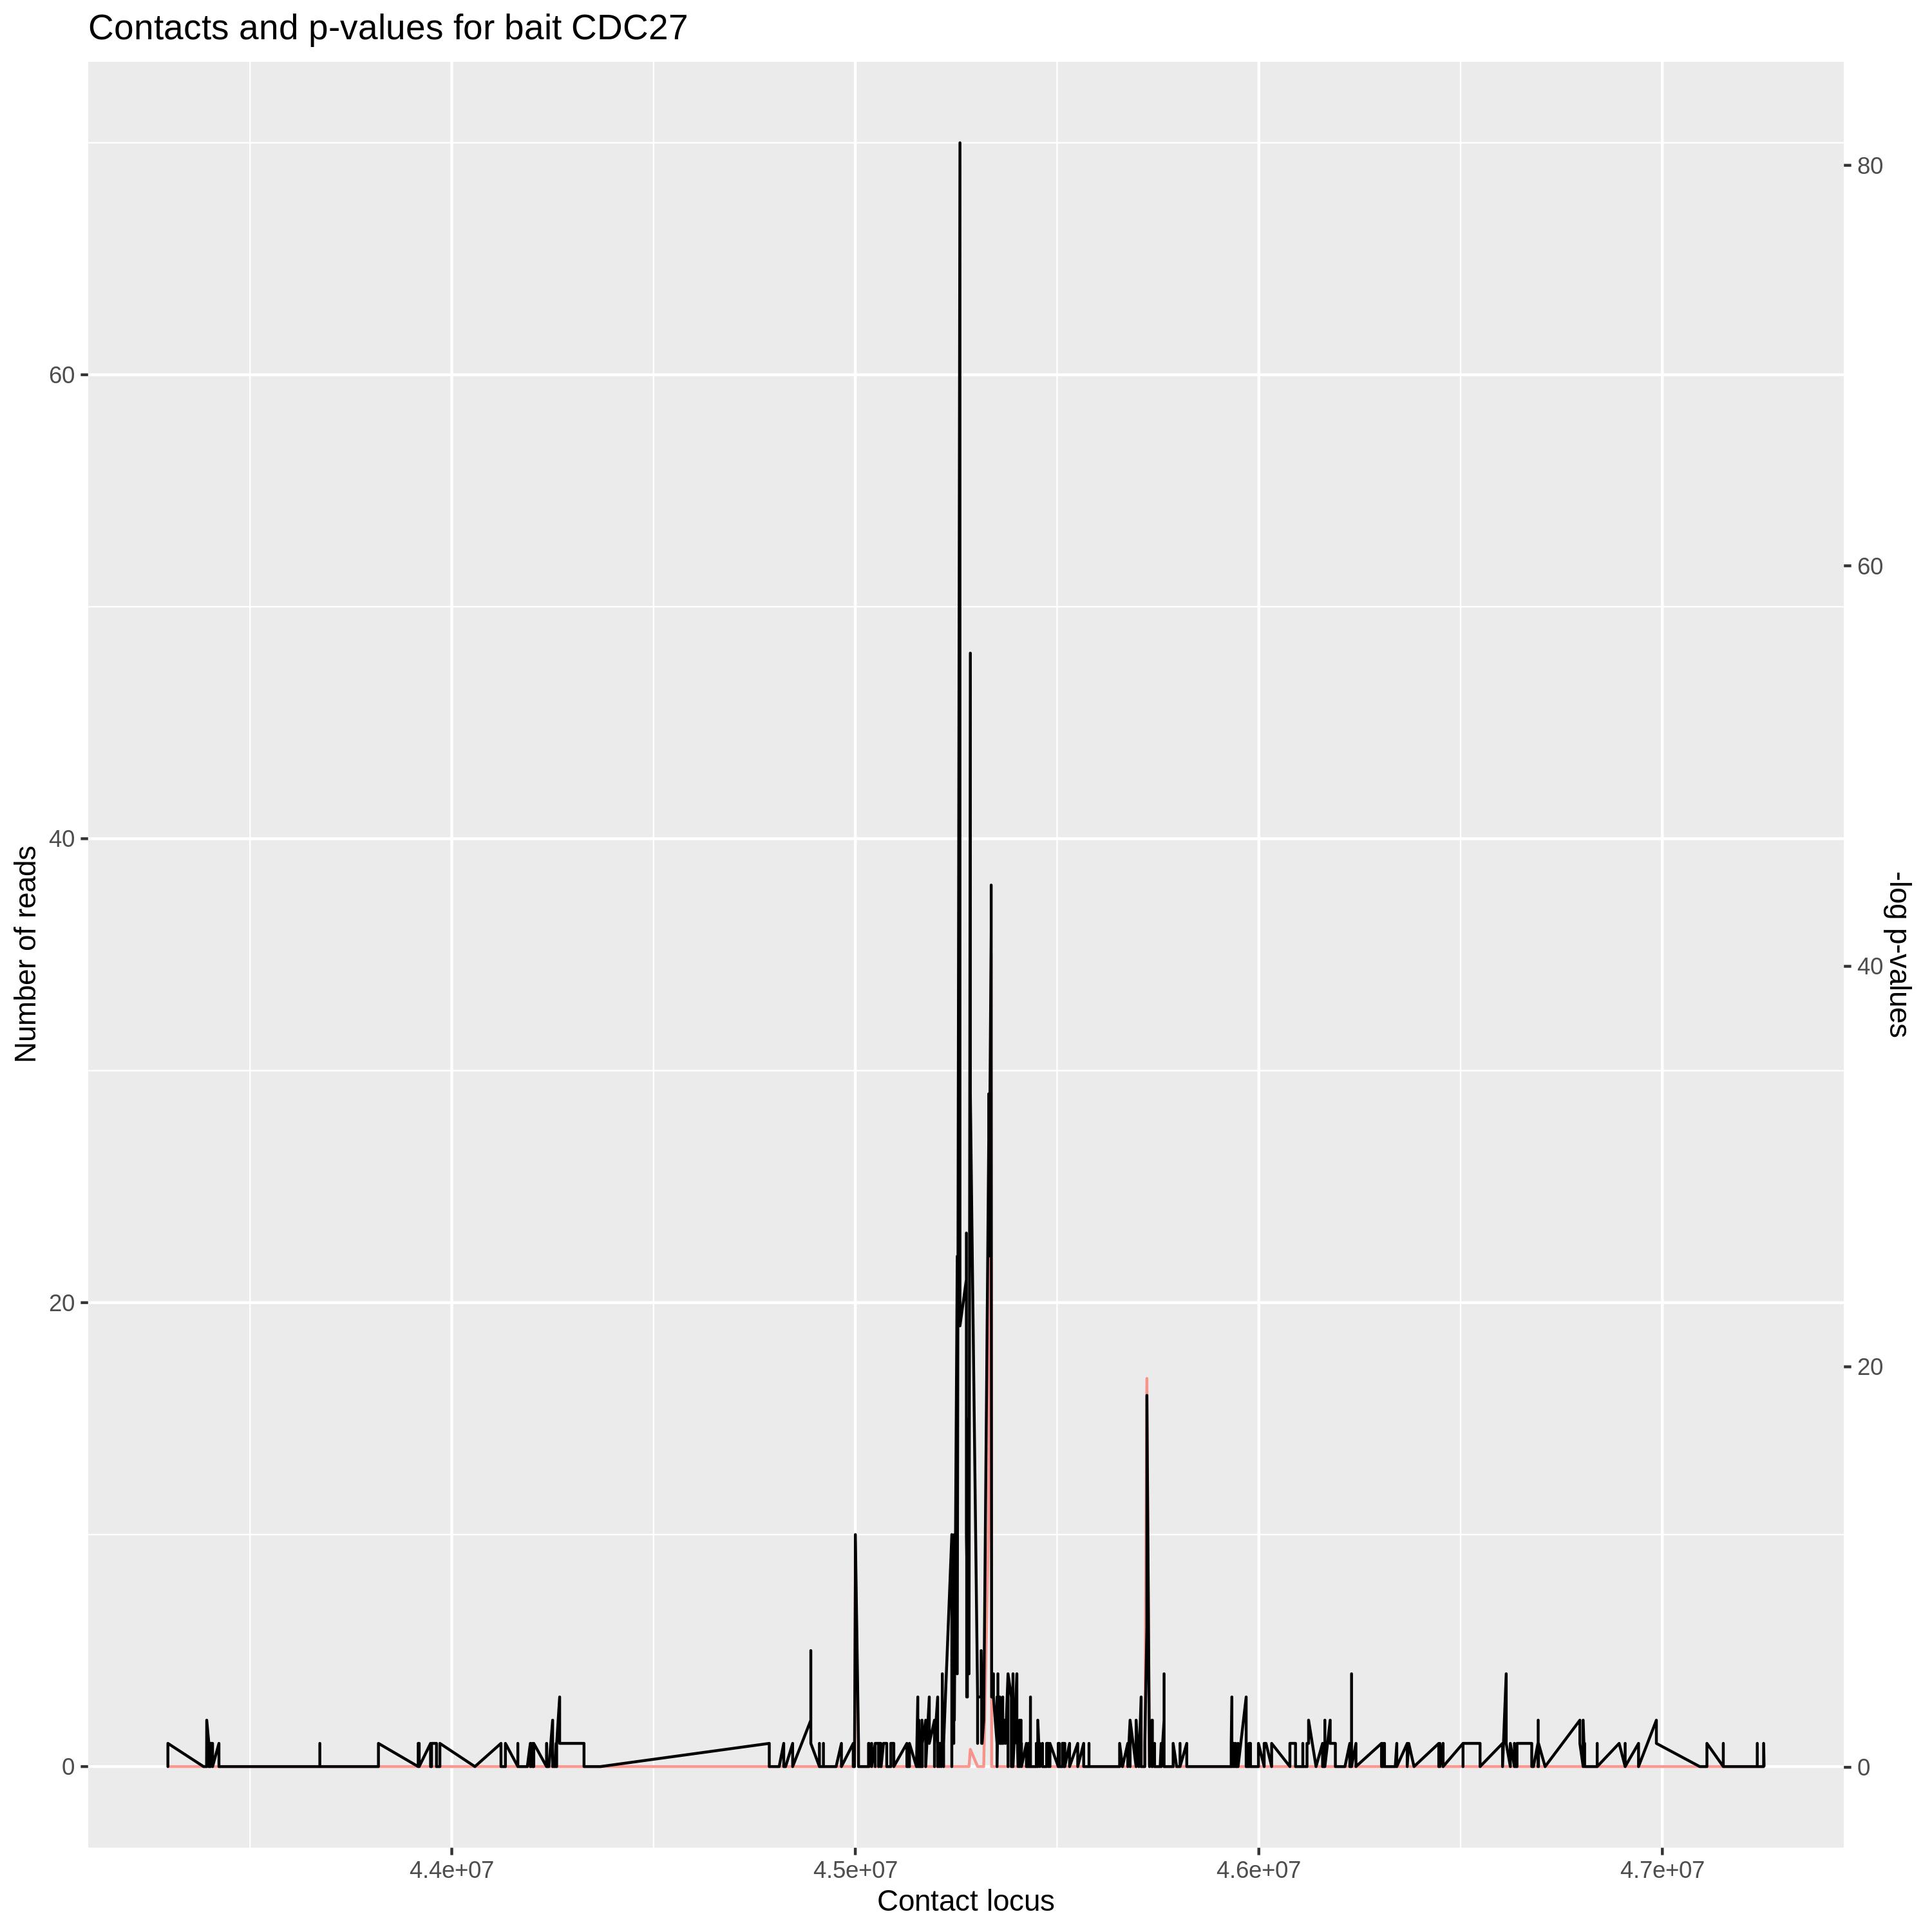 Contacts and p-values for bait CDC27
60
40
20
0
Number of reads
80
60
40
20
0
-log p-values
4.4e+07
4.5e+07
4.6e+07
4.7e+07
Contact locus